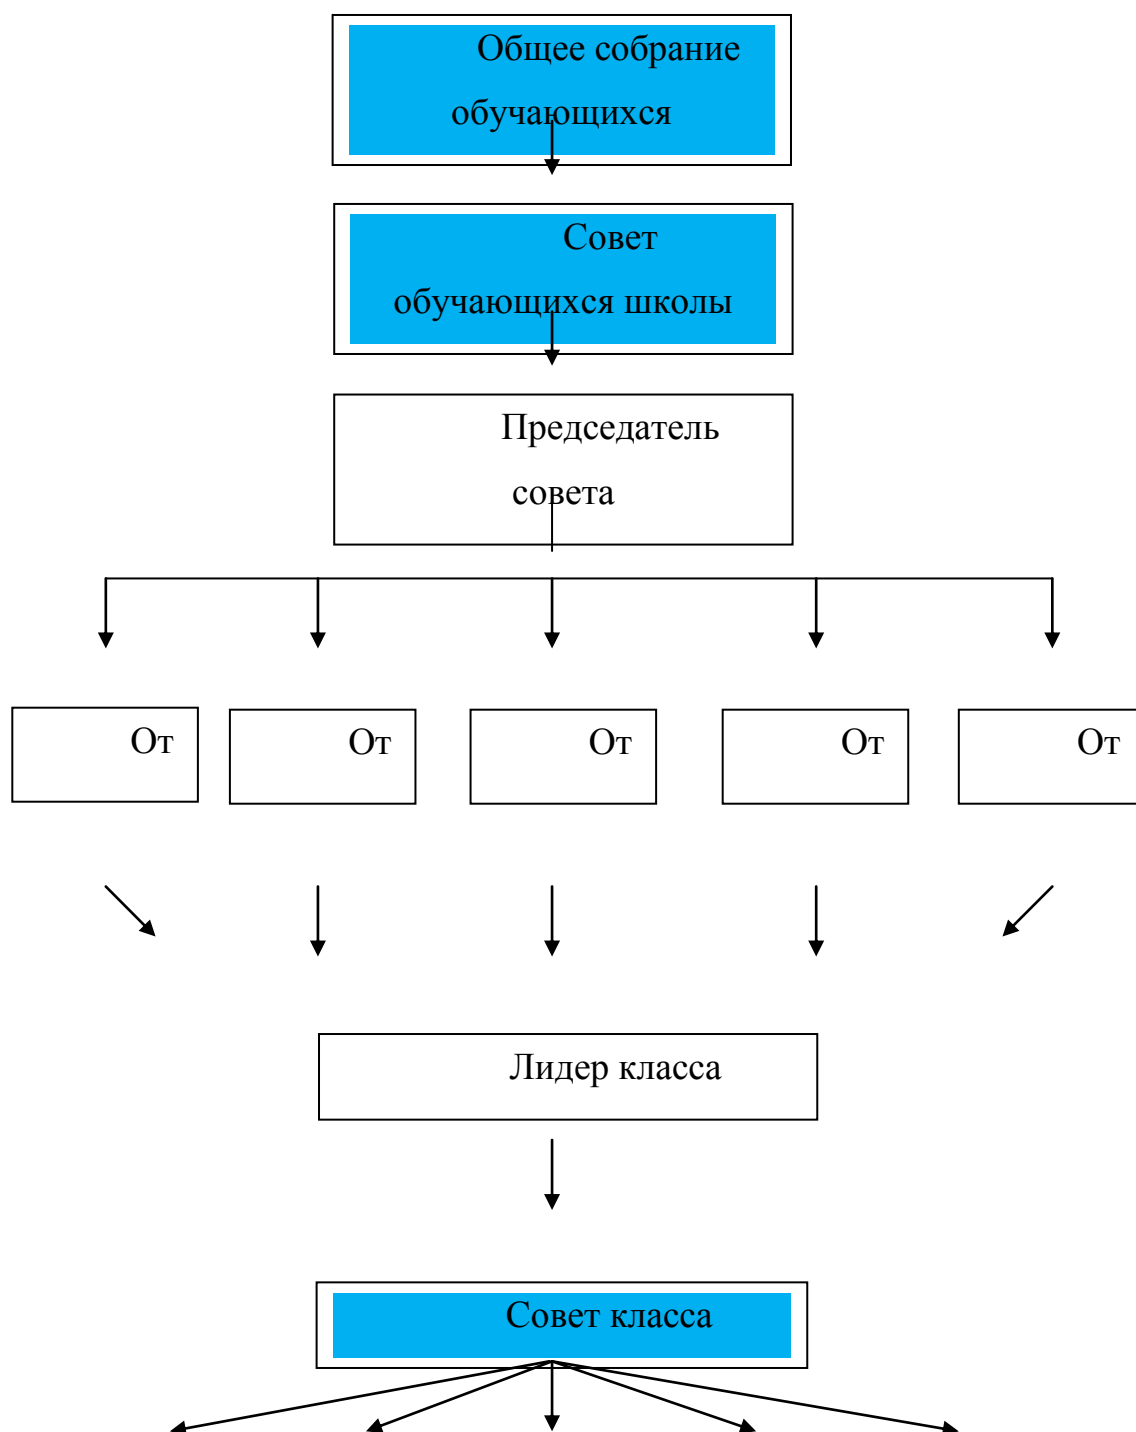 Общее собрание
обучающихся
Совет
обучающихся школы
Председатель
совета
От
От
От
От
От
Лидер класса
Совет класса